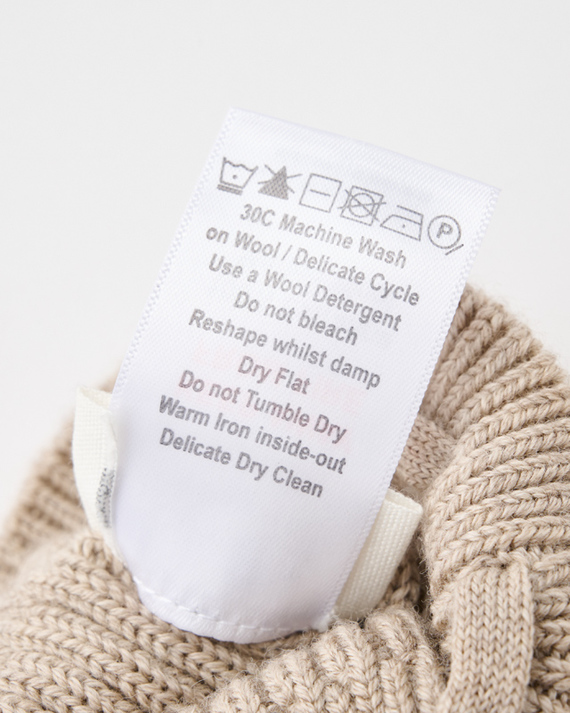 P
30C Machine Wash
on Wool / Delicate Cycle
Use a Wool Detergent
Do not bleach
Reshape whilst damp
Dry Flat
Do not Tumble Dry
Warm Iron inside-out
Delicate Dry Clean